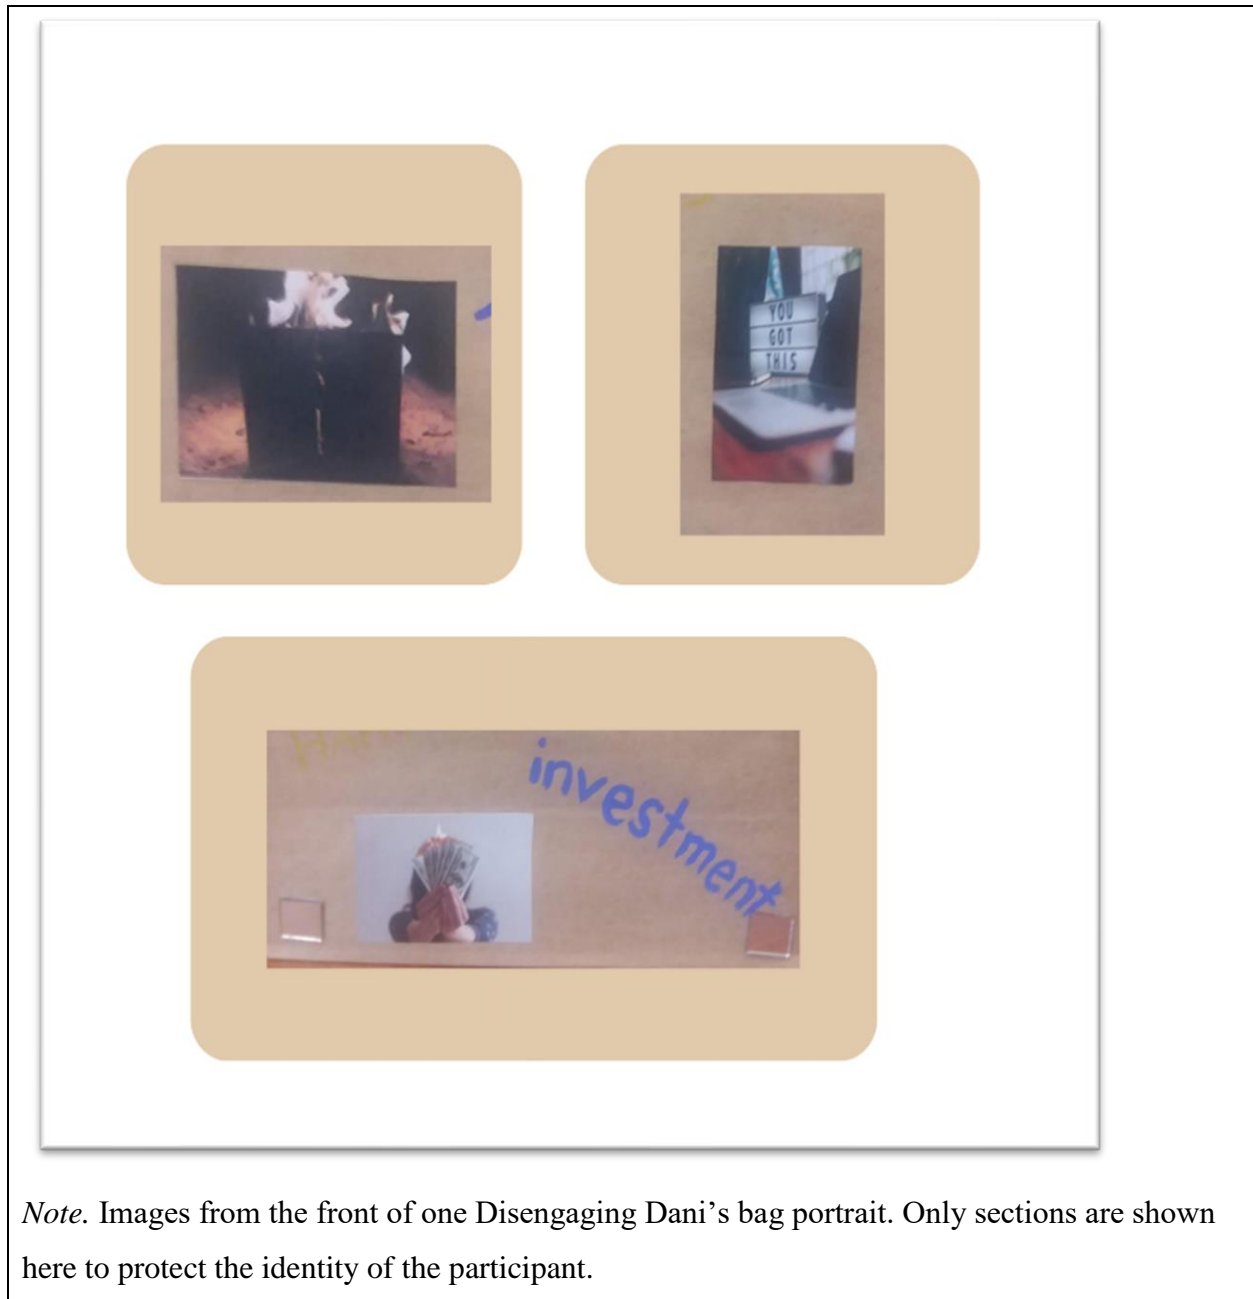 YOU
GOT
THIS
investment
Note. Images from the front of one Disengaging Dani’s bag portrait. Only sections are shown
here to protect the identity of the participant.